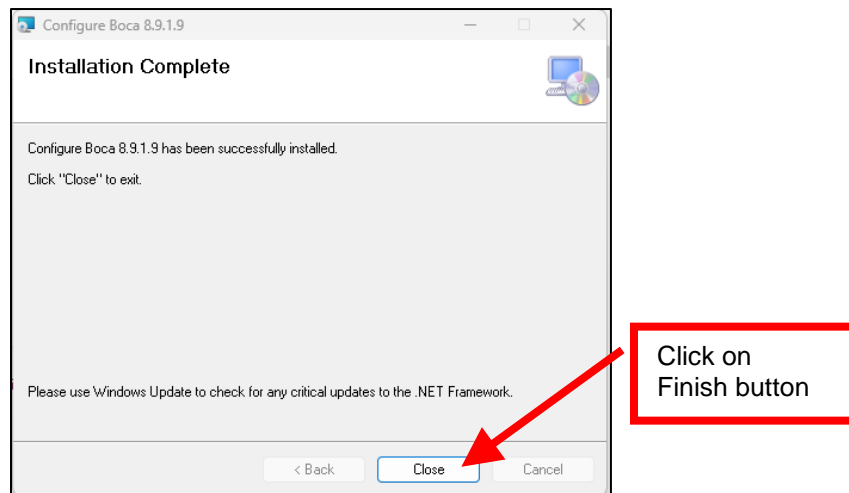 Configure Boca 8.9.1.9
Installation Complete
Configure Boca 8.9.1.9 has been successfully installed.
Click "Close" to exit.
Please use Windows Update to check for any critical updates to the .NET Framework.
< Back
Close
Cancel
Click on
Finish button